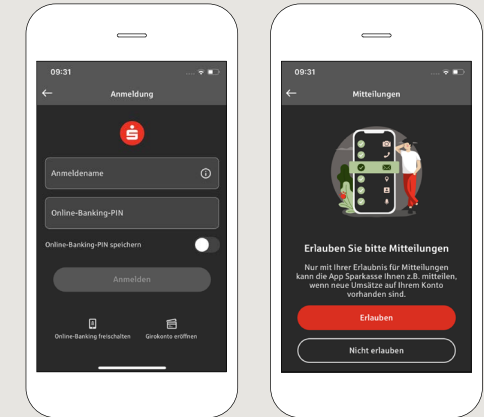 09:31
Anmeldung
Anmeldename
Online-Banking-PIN
Online-Banking-PIN speichern
Anmelden
Online-Banking freischalten
Girokonto eröffnen
09:31
Mitteilungen
Erlauben Sie bitte Mitteilungen
Nur mit Ihrer Erlaubnis für Mitteilungen
kann die App Sparkasse Ihnen z.B. mitteilen,
wenn neue Umsätze auf Ihrem Konto
vorhanden sind.
Erlauben
Nicht erlauben